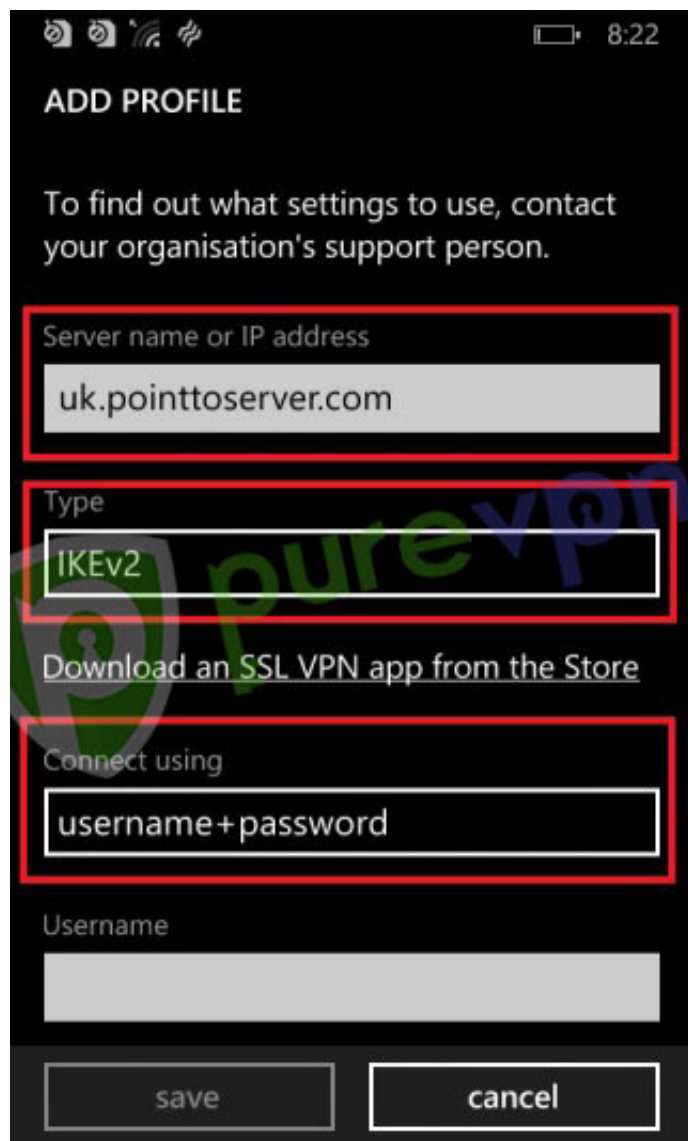 8:22
ADD PROFILE
To find out what settings to use, contact
your organisation's support person.
Server name or IP address
uk.pointtoserver.com
Type
IKEv2
purevpn
Download an SSL VPN app from the Store
Connect using
username+password
Username
save
cancel